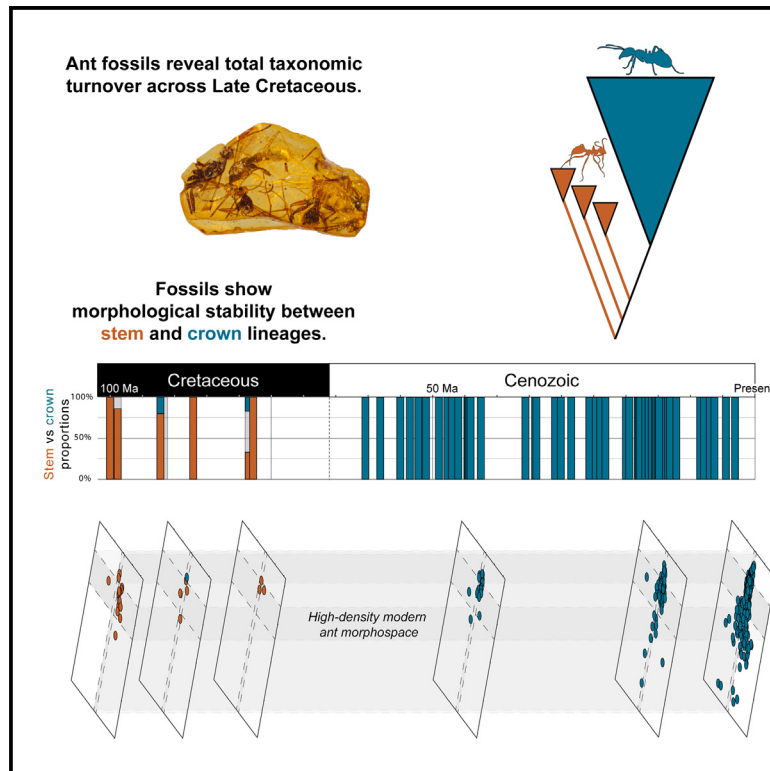 Ant fossils reveal total taxonomic
turnover across Late Cretaceous.
Fossils show
morphological stability between
stem and crown lineages.
100 Ma
Cretaceous
50 Ma
Cenozoic
Present
Stem vs crown
proportions
100%
50%
0%
High-density modern
ant morphospace